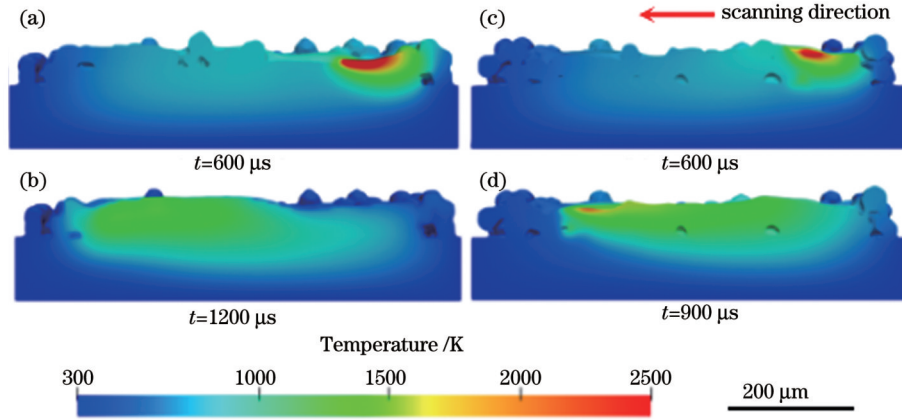 (a)
(c)
scanning direction
t=600 μs
t=600 μs
(b)
(d)
t=1200 μs
t=900 μs
Temperature /K
300 1000 1500 2000 2500
200 μm